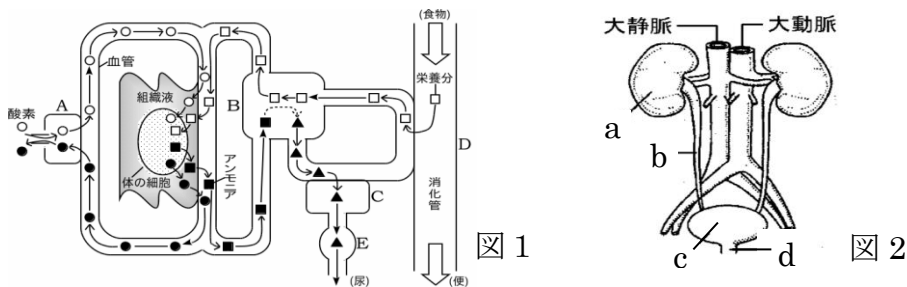 (食物)
血管
酸素
A
組織液
体の細胞
B
アンモニア
栄養分
D
消化管
C
E
(尿)
(便)
図1
大静脈
大動脈
a
b
c
d
図2